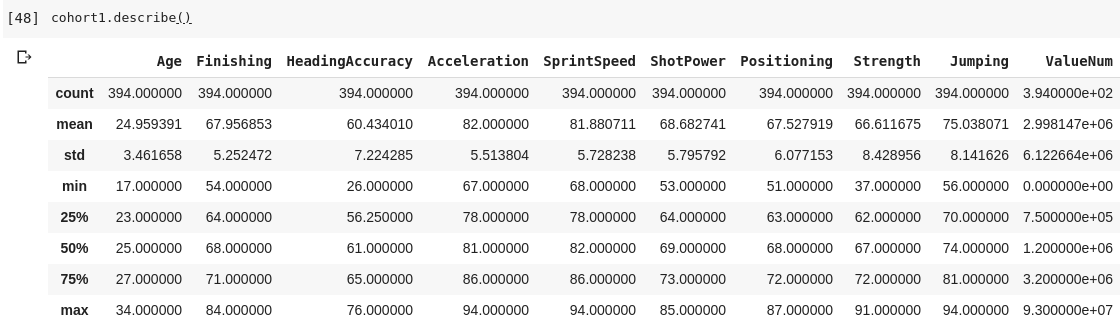 [48] cohort1.describe()
Age Finishing HeadingAccuracy Acceleration SprintSpeed ShotPower Positioning Strength Jumping ValueNum
count 394.000000 394.000000 394.000000 394.000000 394.000000 394.000000 394.000000 394.000000 394.000000 3.940000e+02
mean 24.959391 67.956853 60.434010 82.000000 81.880711 68.682741 67.527919 66.611675 75.038071 2.998147e+06
std 3.461658 5.252472 7.224285 5.513804 5.728238 5.795792 6.077153 8.428956 8.141626 6.122664e+06
min 17.000000 54.000000 26.000000 67.000000 68.000000 53.000000 51.000000 37.000000 56.000000 0.000000e+00
25% 23.000000 64.000000 56.250000 78.000000 78.000000 64.000000 63.000000 62.000000 70.000000 7.500000e+05
50% 25.000000 68.000000 61.000000 81.000000 82.000000 69.000000 68.000000 67.000000 74.000000 1.200000e+06
75% 27.000000 71.000000 65.000000 86.000000 86.000000 73.000000 72.000000 72.000000 81.000000 3.200000e+06
max 34.000000 84.000000 76.000000 94.000000 94.000000 85.000000 87.000000 91.000000 94.000000 9.300000e+07